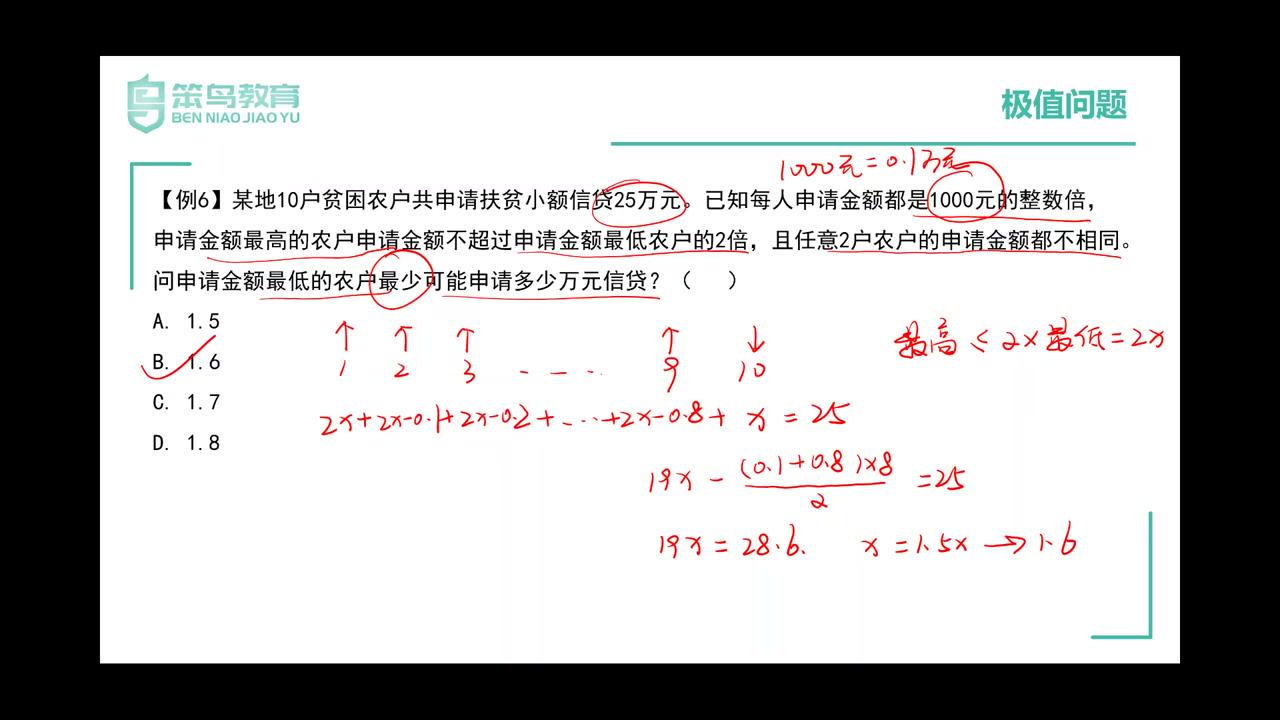 笨鸟教育
BEN NIAO JIAO YU
极值问题
1000元=0.1万元
【例6】某地10户贫困农户共申请扶贫小额信贷25万元。已知每人申请金额都是1000元的整数倍，
申请金额最高的农户申请金额不超过申请金额最低农户的2倍，且任意2户农户的申请金额都不相同。
问申请金额最低的农户最少可能申请多少万元信贷？（　）
A. 1.5
B. 1.6
C. 1.7
D. 1.8
↑ ↑ ↑ ↑ ↓
1 2 3 ----- 9 10
最高 ≤ 2×最低=2x
2x+2x-0.1+2x-0.2+...+2x-0.8+ x = 25
19x - (0.1+0.8)×8/2 =25
19x = 28.6. x =1.5x → 1.6